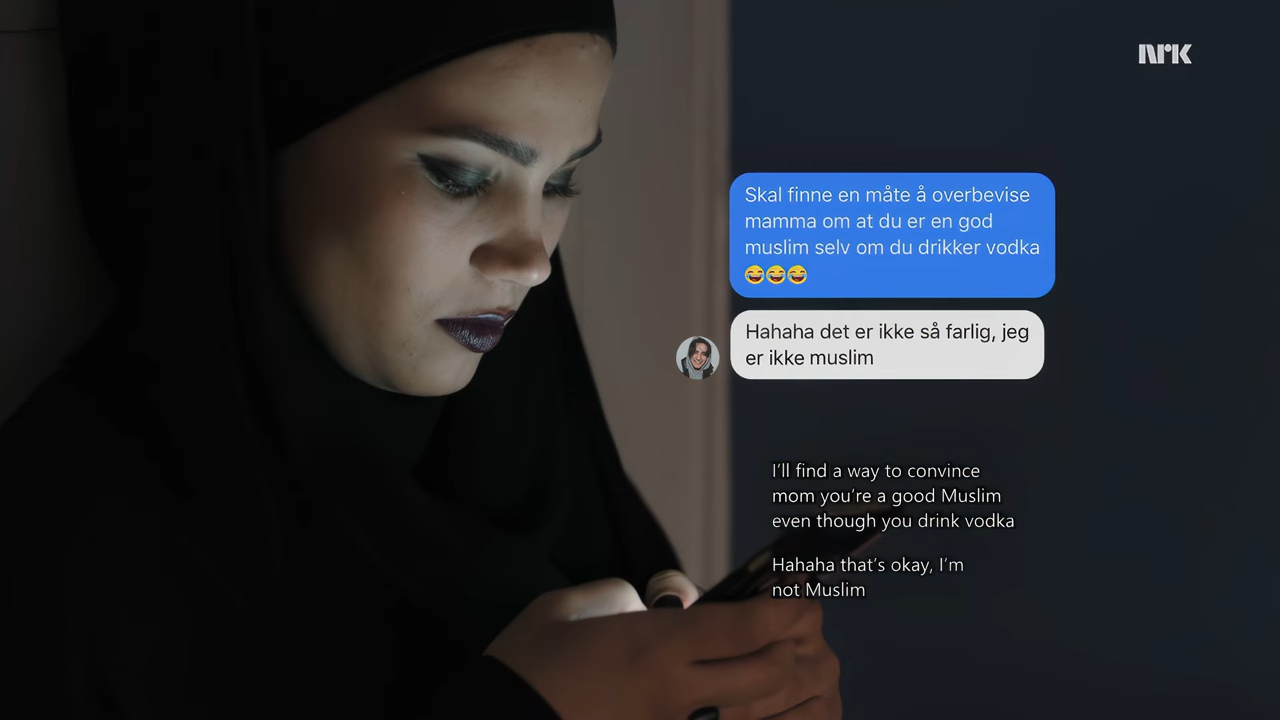 NRK
Skal finne en måte å overbevise
mamma om at du er en god
muslim selv om du drikker vodka
😂😂😂
Hahaha det er ikke så farlig, jeg
er ikke muslim
I'll find a way to convince
mom you're a good Muslim
even though you drink vodka
Hahaha that's okay, I'm
not Muslim